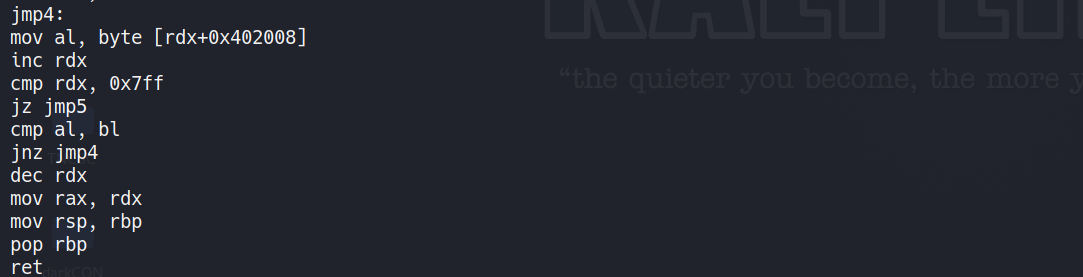 jmp4:
mov al, byte [rdx+0x402008]
inc rdx
cmp rdx, 0x7ff
jz jmp5
cmp al, bl
jnz jmp4
dec rdx
mov rax, rdx
mov rsp, rbp
pop rbp
ret
“the quieter you become, the more